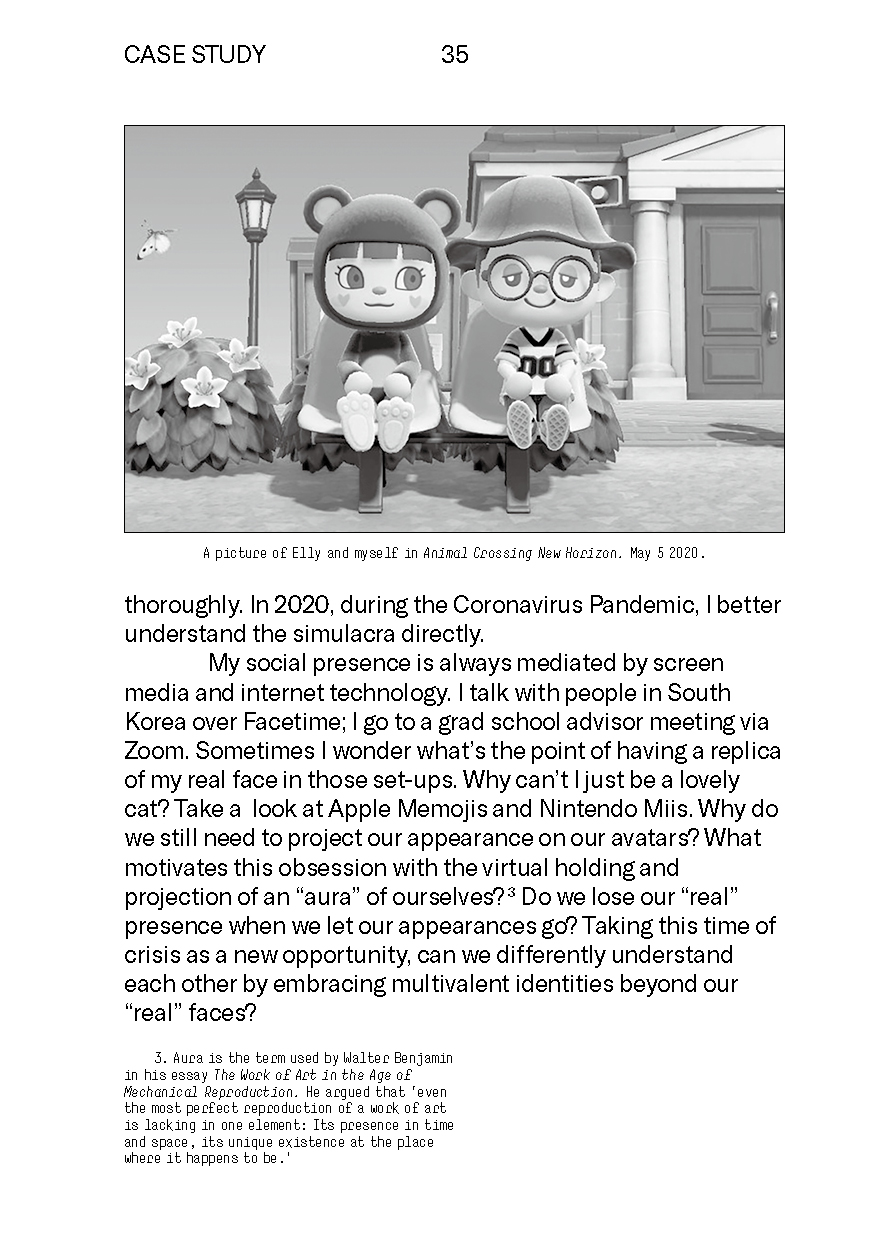 CASE STUDY 35
00
A picture of Elly and myself in Animal Crossing New Horizon. May 5 2020.
thoroughly. In 2020, during the Coronavirus Pandemic, I better
understand the simulacra directly.
My social presence is always mediated by screen
media and internet technology. I talk with people in South
Korea over Facetime; I go to a grad school advisor meeting via
Zoom. Sometimes I wonder what’s the point of having a replica
of my real face in those set-ups. Why can’t I just be a lovely
cat? Take a look at Apple Memojis and Nintendo Miis. Why do
we still need to project our appearance on our avatars? What
motivates this obsession with the virtual holding and
projection of an “aura” of ourselves?³ Do we lose our “real”
presence when we let our appearances go? Taking this time of
crisis as a new opportunity, can we differently understand
each other by embracing multivalent identities beyond our
“real” faces?
3. Aura is the term used by Walter Benjamin
in his essay The Work of Art in the Age of
Mechanical Reproduction. He argued that 'even
the most perfect reproduction of a work of art
is lacking in one element: Its presence in time
and space, its unique existence at the place
where it happens to be.'